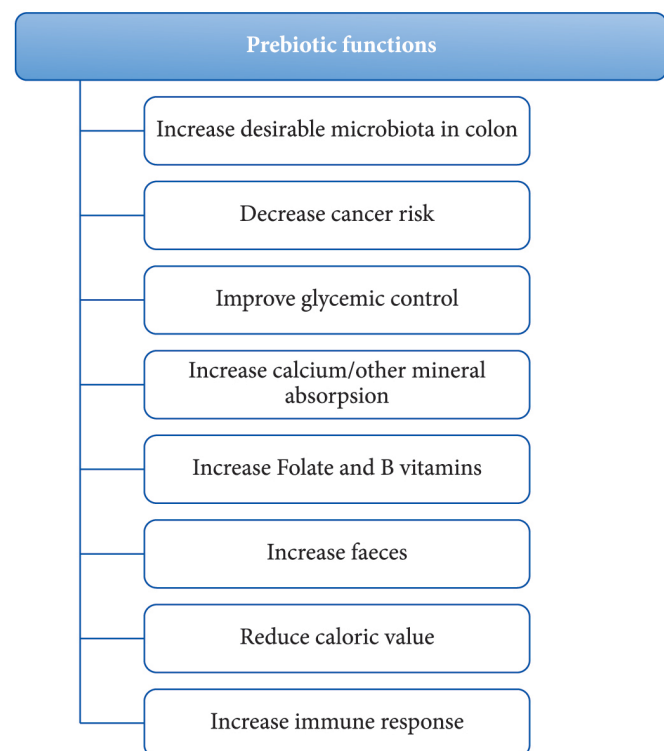 Prebiotic functions
Increase desirable microbiota in colon
Decrease cancer risk
Improve glycemic control
Increase calcium/other mineral
absorpsion
Increase Folate and B vitamins
Increase faeces
Reduce caloric value
Increase immune response